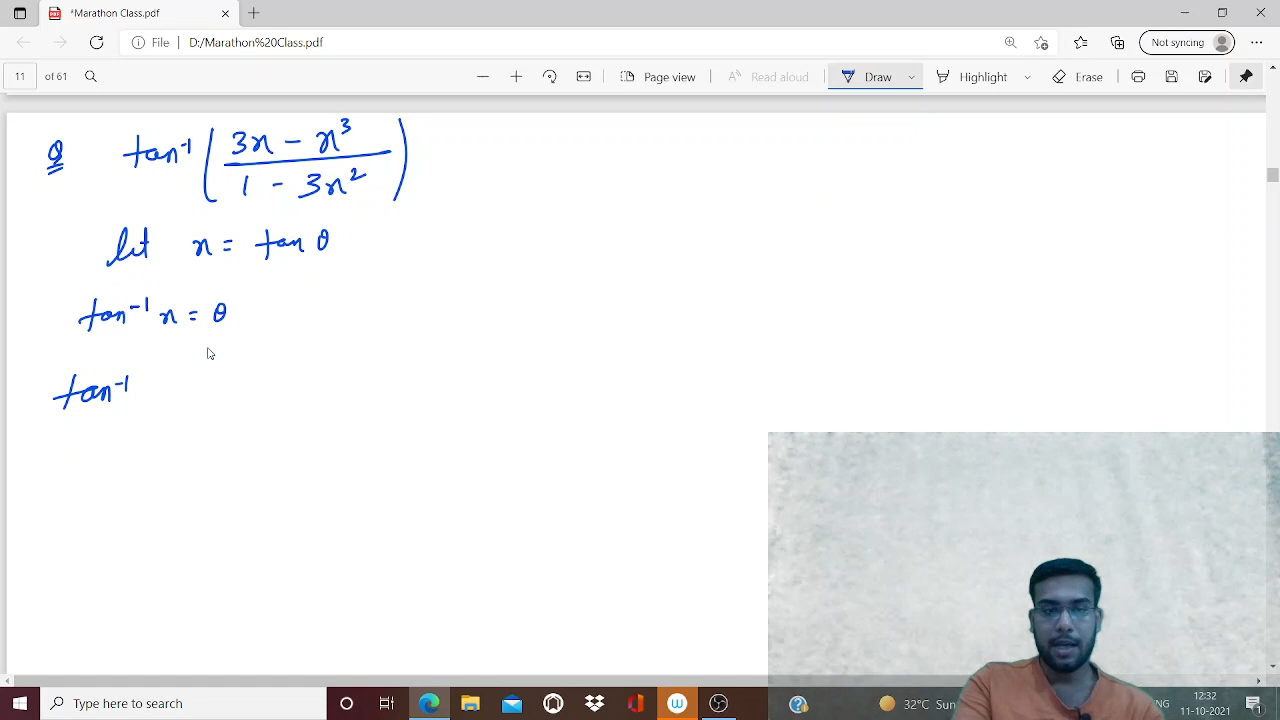 *Marathon Class.pdf
File D:/Marathon%20Class.pdf Not syncing
11 of 61 Page view Read aloud Draw Highlight Erase
Q tan⁻¹ (3x - x³ / 1 - 3x²)
let x = tan θ
tan⁻¹ x = θ
tan⁻¹
Type here to search 32°C Sun NG 12:32
11-10-2021 1